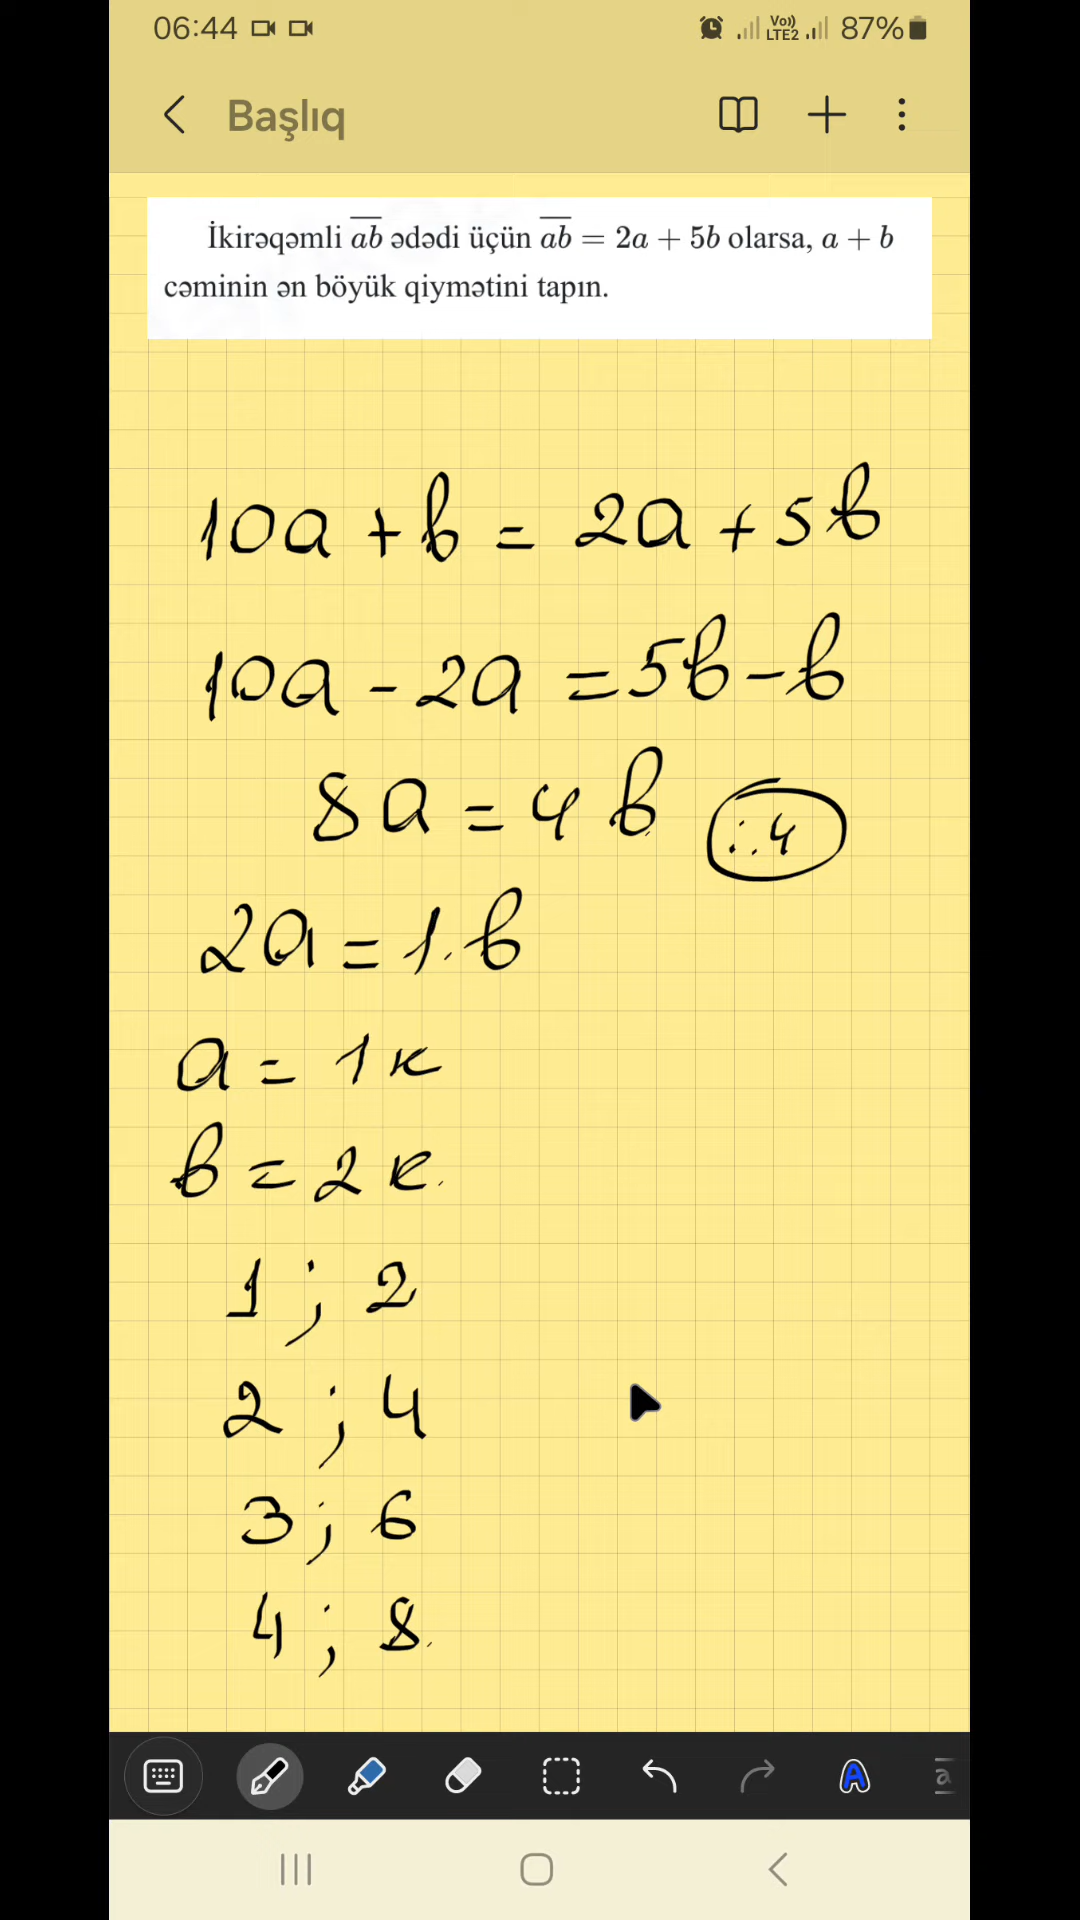 06:44 Vo)) LTE2 87%
Başlıq
İkirəqəmli ab ədədi üçün ab = 2a + 5b olarsa, a + b
cəminin ən böyük qiymətini tapın.
10a + b = 2a + 5b
10a - 2a = 5b - b
8a = 4b :4
2a = 1·b
a = 1k
b = 2k
1 ; 2
2 ; 4
3 ; 6
4 ; 8
A a